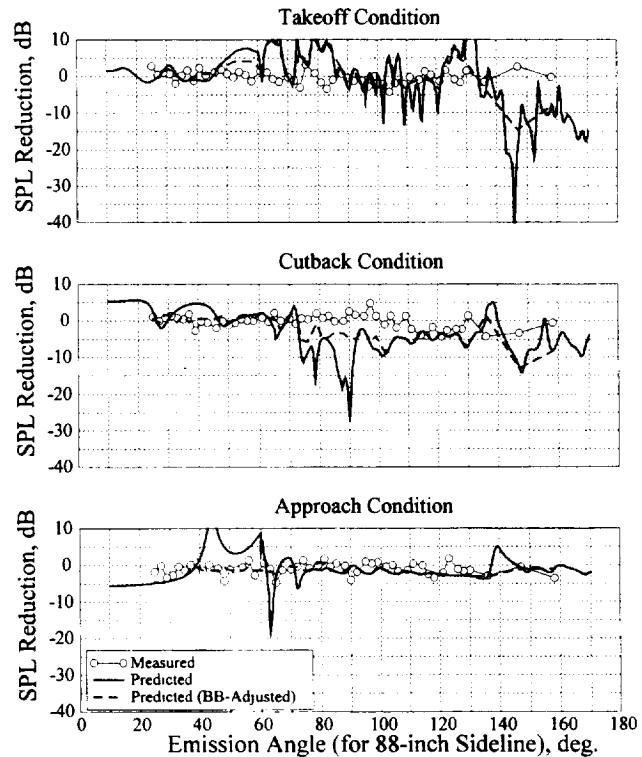 Takeoff Condition
SPL Reduction, dB
10
0
-10
-20
-30
-40
Cutback Condition
SPL Reduction, dB
10
0
-10
-20
-30
-40
Approach Condition
SPL Reduction, dB
10
0
-10
-20
-30
-40
Measured
Predicted
Predicted (BB-Adjusted)
0 20 40 60 80 100 120 140 160 180
Emission Angle (for 88-inch Sideline), deg.